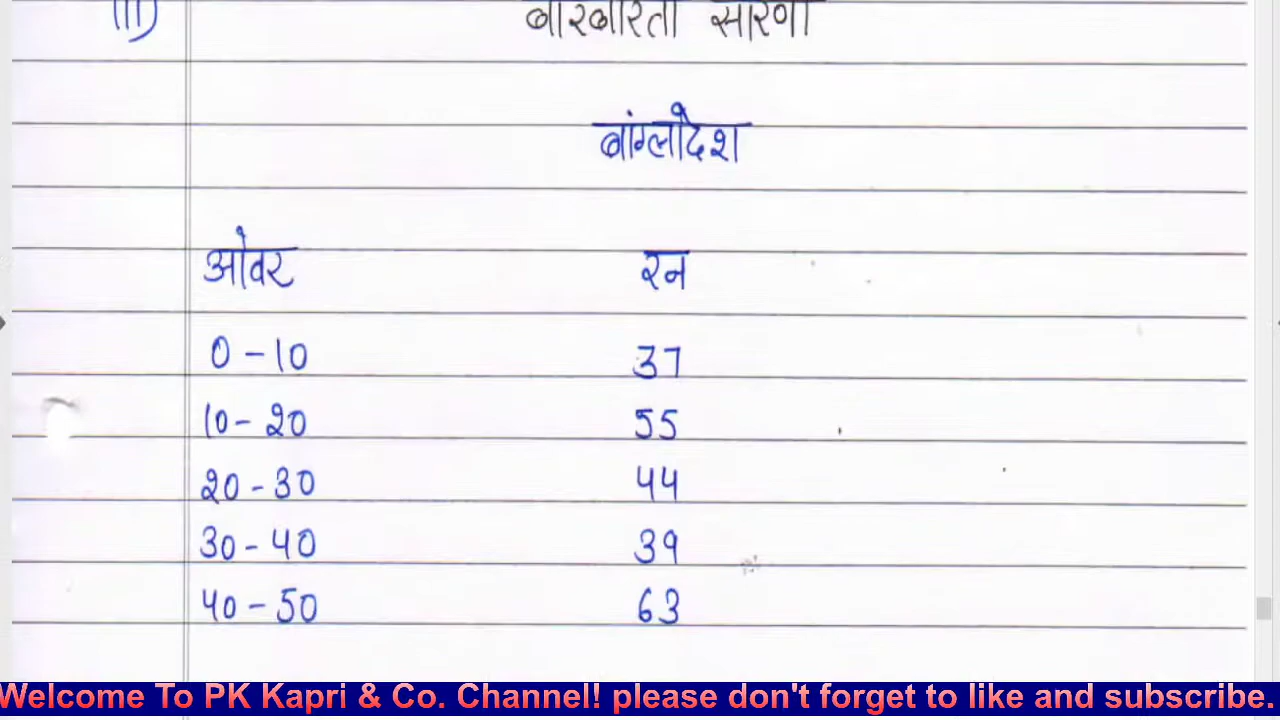 (ii)
बारंबारता सारणी
बांग्लादेश
ओवर रन
0-10 37
10-20 55
20-30 44
30-40 39
40-50 63
Welcome To PK Kapri & Co. Channel! please don't forget to like and subscribe.